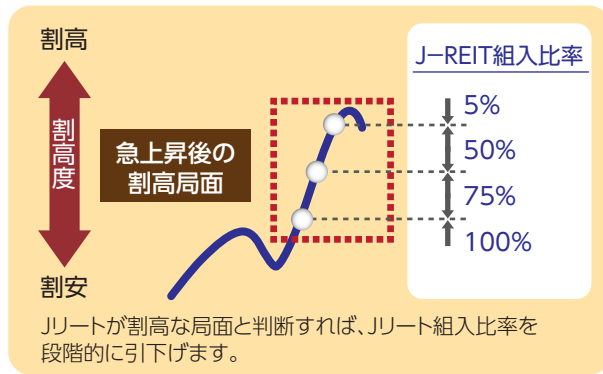 割高
割高度
割安
急上昇後の
割高局面
J−REIT組入比率
5%
50%
75%
100%
Jリートが割高な局面と判断すれば、Jリート組入比率を
段階的に引下げます。